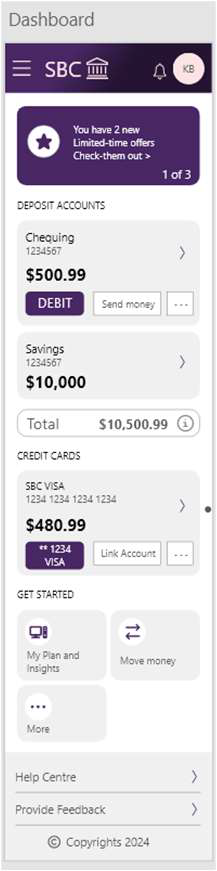 Dashboard
SBC
KB
You have 2 new
Limited-time offers
Check-them out >
1 of 3
DEPOSIT ACCOUNTS
Chequing
1234567
$500.99
DEBIT
Send money
---
Savings
1234567
$10,000
Total
$10,500.99
CREDIT CARDS
SBC VISA
1234 1234 1234 1234
$480.99
** 1234
VISA
Link Account
---
GET STARTED
My Plan and
Insights
Move money
More
Help Centre
Provide Feedback
© Copyrights 2024